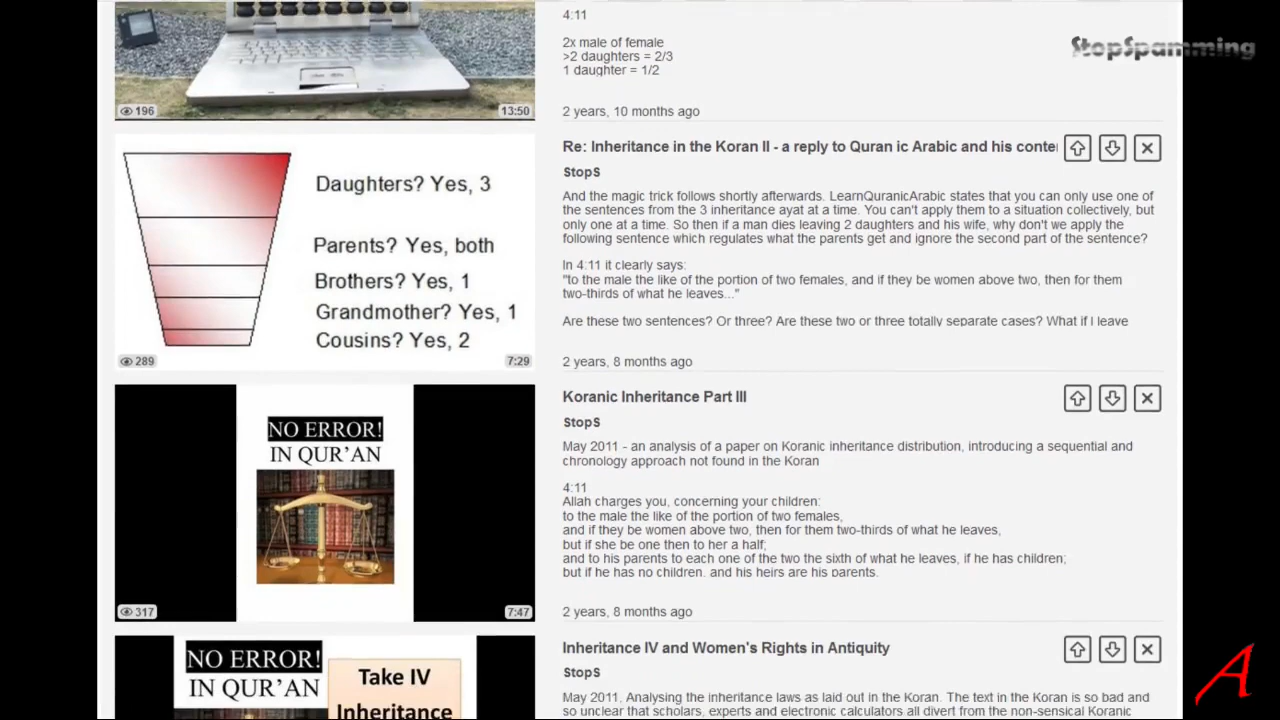 4:11
2x male of female
>2 daughters = 2/3
1 daughter = 1/2
StopSpamming
196
13:50
2 years, 10 months ago
Daughters? Yes, 3
Parents? Yes, both
Brothers? Yes, 1
Grandmother? Yes, 1
Cousins? Yes, 2
289
7:29
Re: Inheritance in the Koran II - a reply to Quran ic Arabic and his conte
StopS
And the magic trick follows shortly afterwards. LearnQuranicArabic states that you can only use one of
the sentences from the 3 inheritance ayat at a time. You can't apply them to a situation collectively, but
only one at a time. So then if a man dies leaving 2 daughters and his wife, why don't we apply the
following sentence which regulates what the parents get and ignore the second part of the sentence?
In 4:11 it clearly says:
"to the male the like of the portion of two females, and if they be women above two, then for them
two-thirds of what he leaves..."
Are these two sentences? Or three? Are these two or three totally separate cases? What if I leave
2 years, 8 months ago
NO ERROR!
IN QUR'AN
317
7:47
Koranic Inheritance Part III
StopS
May 2011 - an analysis of a paper on Koranic inheritance distribution, introducing a sequential and
chronology approach not found in the Koran
4:11
Allah charges you, concerning your children:
to the male the like of the portion of two females,
and if they be women above two, then for them two-thirds of what he leaves,
but if she be one then to her a half;
and to his parents to each one of the two the sixth of what he leaves, if he has children;
but if he has no children, and his heirs are his parents.
2 years, 8 months ago
NO ERROR!
IN QUR'AN
Take IV
Inheritance
Inheritance IV and Women's Rights in Antiquity
StopS
May 2011, Analysing the inheritance laws as laid out in the Koran. The text in the Koran is so bad and
so unclear that scholars, experts and electronic calculators all divert from the non-sensical Koranic
A